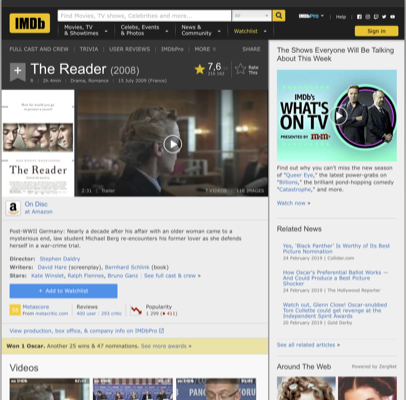 IMDb
Find Movies, TV shows, Celebrities and more...
All
IMDbPro
Help
Movies, TV & Showtimes
Celebs, Events & Photos
News & Community
Watchlist
Sign in
FULL CAST AND CREW | TRIVIA | USER REVIEWS | IMDbPro | MORE
SHARE
The Reader (2008)
7,6
Rate This
R | 2h 4min | Drama, Romance | 15 July 2009 (France)
The Reader
2:31 | Trailer
7 VIDEOS | 116 IMAGES
On Disc
at Amazon
Post-WWII Germany: Nearly a decade after his affair with an older woman came to a
mysterious end, law student Michael Berg re-encounters his former lover as she defends
herself in a war-crime trial.
Director: Stephen Daldry
Writers: David Hare (screenplay), Bernhard Schlink (book)
Stars: Kate Winslet, Ralph Fiennes, Bruno Ganz | See full cast & crew »
+ Add to Watchlist
Metascore
From metacritic.com
Reviews
400 user | 293 critic
Popularity
View production, box office, & company info on IMDbPro
Won 1 Oscar. Another 25 wins & 47 nominations. See more awards »
Videos
The Shows Everyone Will Be Talking
About This Week
IMDb's
WHAT'S
ON TV
PRESENTED BY
Find out why you can't miss the new season
of "Queer Eye," the latest power-grabs on
"Billions," the brilliant pond-hopping comedy
"Catastrophe," and more.
Watch now »
Related News
Yes, 'Black Panther' Is Worthy of Its Best
Picture Nomination
24 February 2019 | Collider.com
How Oscar's Preferential Ballot Works —
And Could Produce a Best Picture
Shocker
24 February 2019 | The Hollywood Reporter
Watch out, Glenn Close! Oscar-snubbed
Toni Collette could get revenge at the
Independent Spirit Awards
20 February 2019 | Gold Derby
See all related articles »
Around The Web
Powered by ZergNet